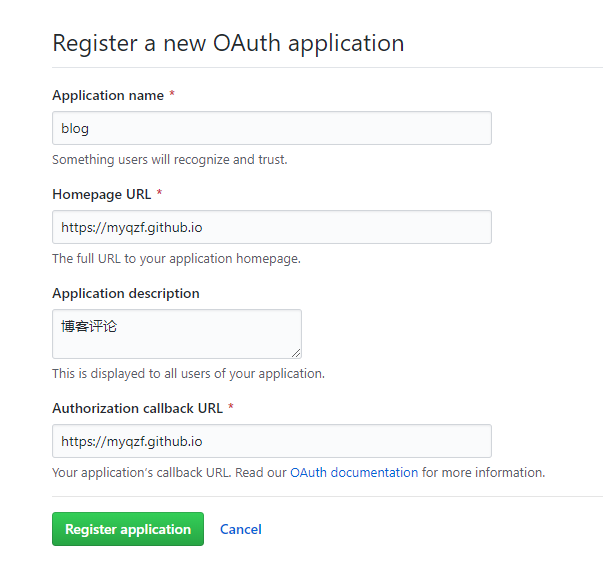 Register a new OAuth application
Application name *
blog
Something users will recognize and trust.
Homepage URL *
https://myqzf.github.io
The full URL to your application homepage.
Application description
博客评论
This is displayed to all users of your application.
Authorization callback URL *
https://myqzf.github.io
Your application's callback URL. Read our OAuth documentation for more information.
Register application Cancel